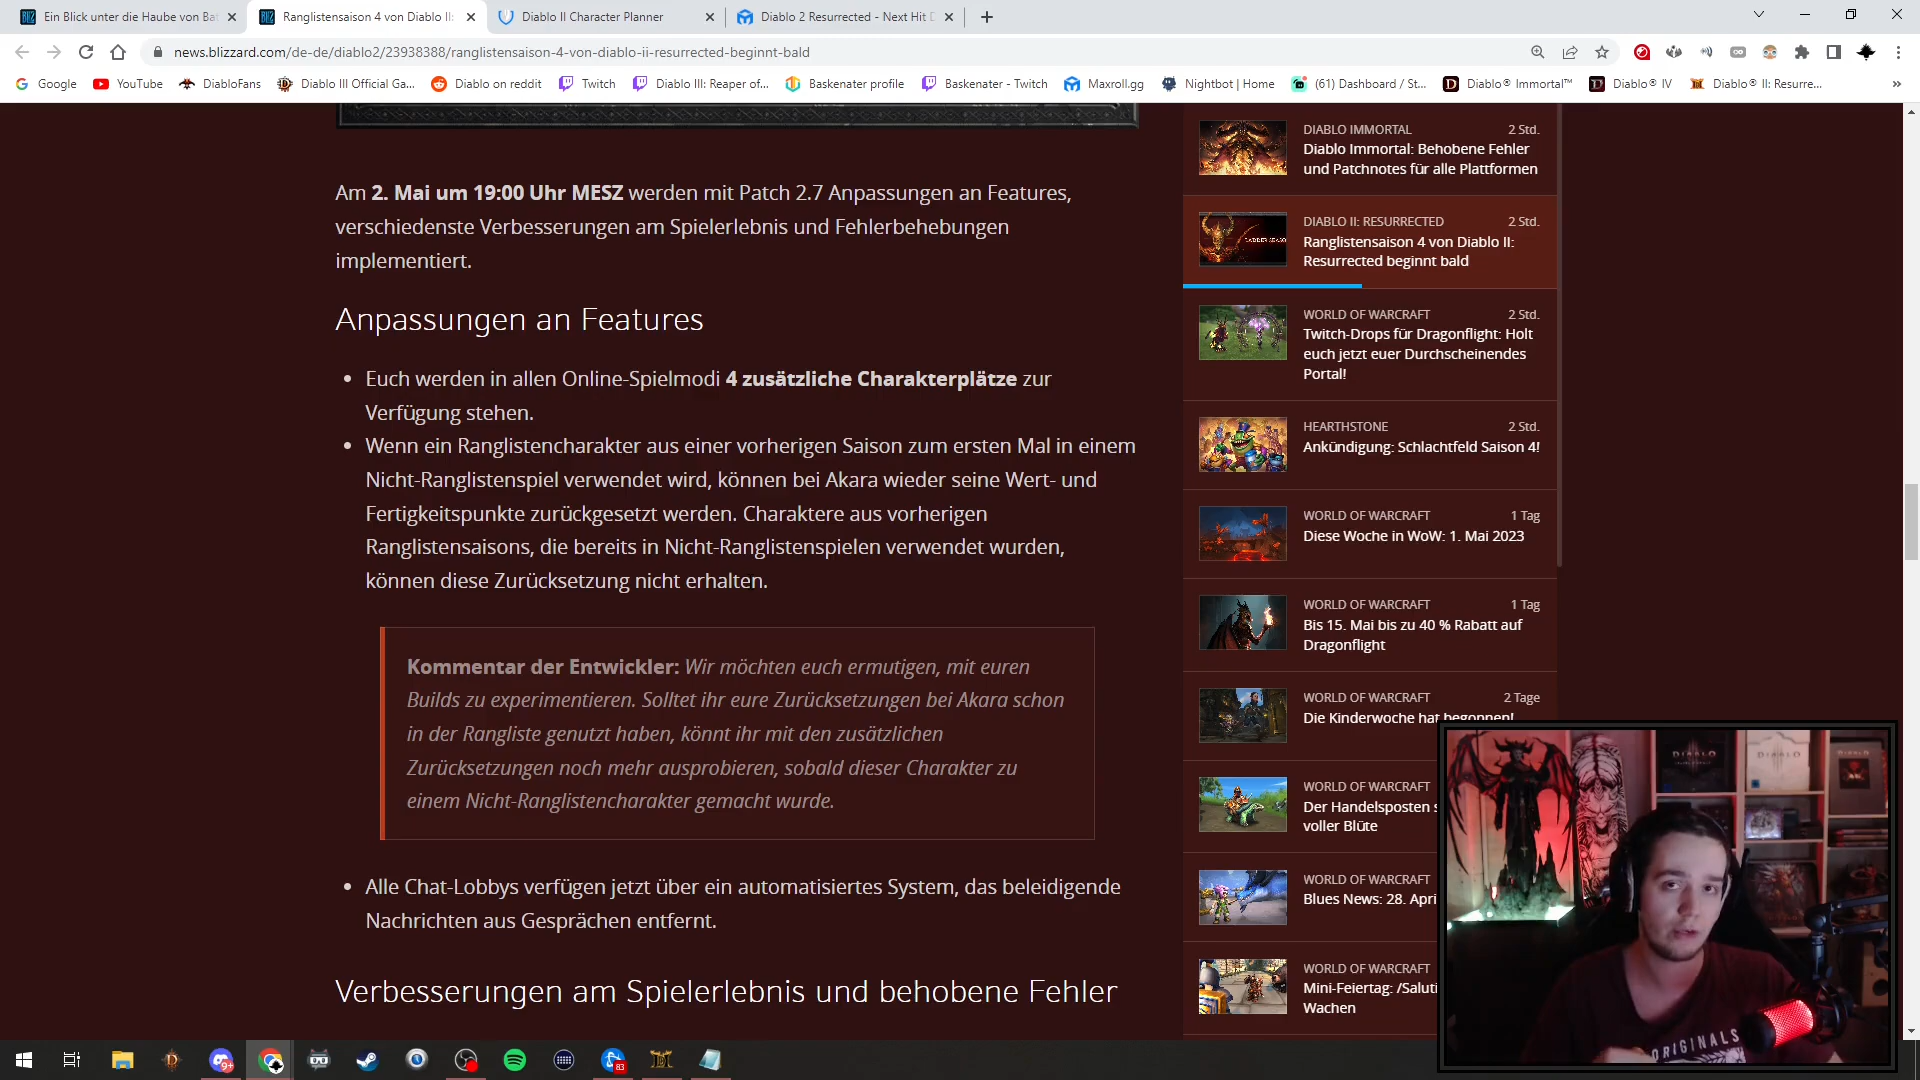 Ein Blick unter die Haube von Ba
Ranglistensaison 4 von Diablo II:
Diablo II Character Planner
Diablo 2 Resurrected - Next Hit D
news.blizzard.com/de-de/diablo2/23938388/ranglistensaison-4-von-diablo-ii-resurrected-beginnt-bald
Google
YouTube
DiabloFans
Diablo III Official Ga...
Diablo on reddit
Twitch
Diablo III: Reaper of...
Baskenater profile
Baskenater - Twitch
Maxroll.gg
Nightbot | Home
(61) Dashboard / St...
Diablo® Immortal™
Diablo® IV
Diablo® II: Resurre...
Am 2. Mai um 19:00 Uhr MESZ werden mit Patch 2.7 Anpassungen an Features,
verschiedenste Verbesserungen am Spielerlebnis und Fehlerbehebungen
implementiert.
Anpassungen an Features
• Euch werden in allen Online-Spielmodi 4 zusätzliche Charakterplätze zur
Verfügung stehen.
• Wenn ein Ranglistencharakter aus einer vorherigen Saison zum ersten Mal in einem
Nicht-Ranglistenspiel verwendet wird, können bei Akara wieder seine Wert- und
Fertigkeitspunkte zurückgesetzt werden. Charaktere aus vorherigen
Ranglistensaisons, die bereits in Nicht-Ranglistenspielen verwendet wurden,
können diese Zurücksetzung nicht erhalten.
Kommentar der Entwickler: Wir möchten euch ermutigen, mit euren
Builds zu experimentieren. Solltet ihr eure Zurücksetzungen bei Akara schon
in der Rangliste genutzt haben, könnt ihr mit den zusätzlichen
Zurücksetzungen noch mehr ausprobieren, sobald dieser Charakter zu
einem Nicht-Ranglistencharakter gemacht wurde.
• Alle Chat-Lobbys verfügen jetzt über ein automatisiertes System, das beleidigende
Nachrichten aus Gesprächen entfernt.
Verbesserungen am Spielerlebnis und behobene Fehler
DIABLO IMMORTAL 2 Std.
Diablo Immortal: Behobene Fehler
und Patchnotes für alle Plattformen
DIABLO II: RESURRECTED 2 Std.
Ranglistensaison 4 von Diablo II:
Resurrected beginnt bald
WORLD OF WARCRAFT 2 Std.
Twitch-Drops für Dragonflight: Holt
euch jetzt euer Durchscheinendes
Portal!
HEARTHSTONE 2 Std.
Ankündigung: Schlachtfeld Saison 4!
WORLD OF WARCRAFT 1 Tag
Diese Woche in WoW: 1. Mai 2023
WORLD OF WARCRAFT 1 Tag
Bis 15. Mai bis zu 40 % Rabatt auf
Dragonflight
WORLD OF WARCRAFT 2 Tage
Die Kinderwoche hat begonnen!
WORLD OF WARCRAFT
Der Handelsposten s
voller Blüte
WORLD OF WARCRAFT
Blues News: 28. Apri
WORLD OF WARCRAFT
Mini-Feiertag: /Saluti
Wachen
DIABLO
DIABLO
ORIGINALS
9+
83